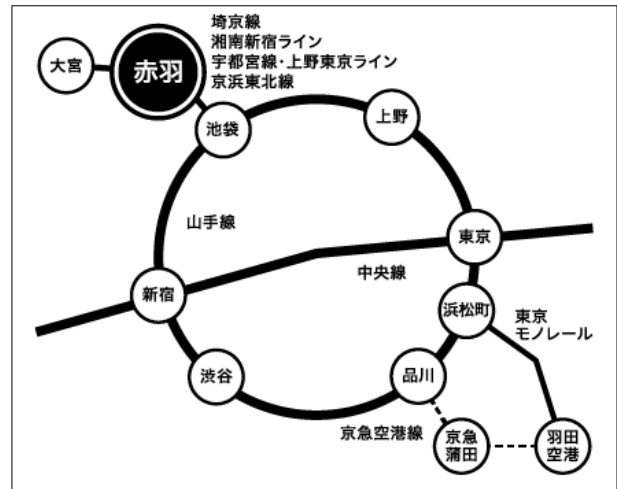 埼京線
湘南新宿ライン
宇都宮線・上野東京ライン
京浜東北線
大宮
赤羽
池袋
上野
山手線
東京
中央線
新宿
浜松町
東京
モノレール
渋谷
品川
京急空港線
京急
蒲田
羽田
空港